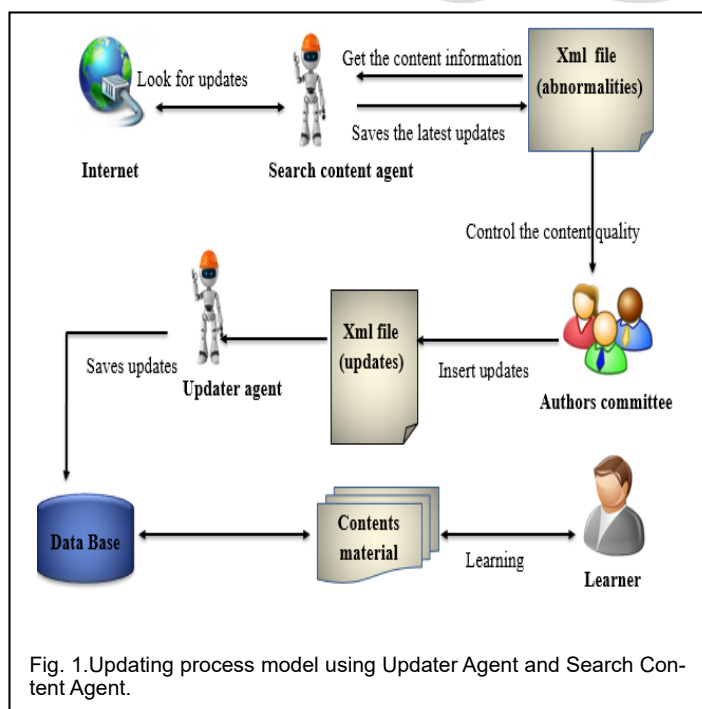 Look for updates
Get the content information
Xml file
(abnormalities)
Saves the latest updates
Internet
Search content agent
Control the content quality
Xml file
(updates)
Saves updates
Updater agent
Insert updates
Authors committee
Data Base
Contents
material
Learning
Learner
Fig. 1.Updating process model using Updater Agent and Search Con-
tent Agent.